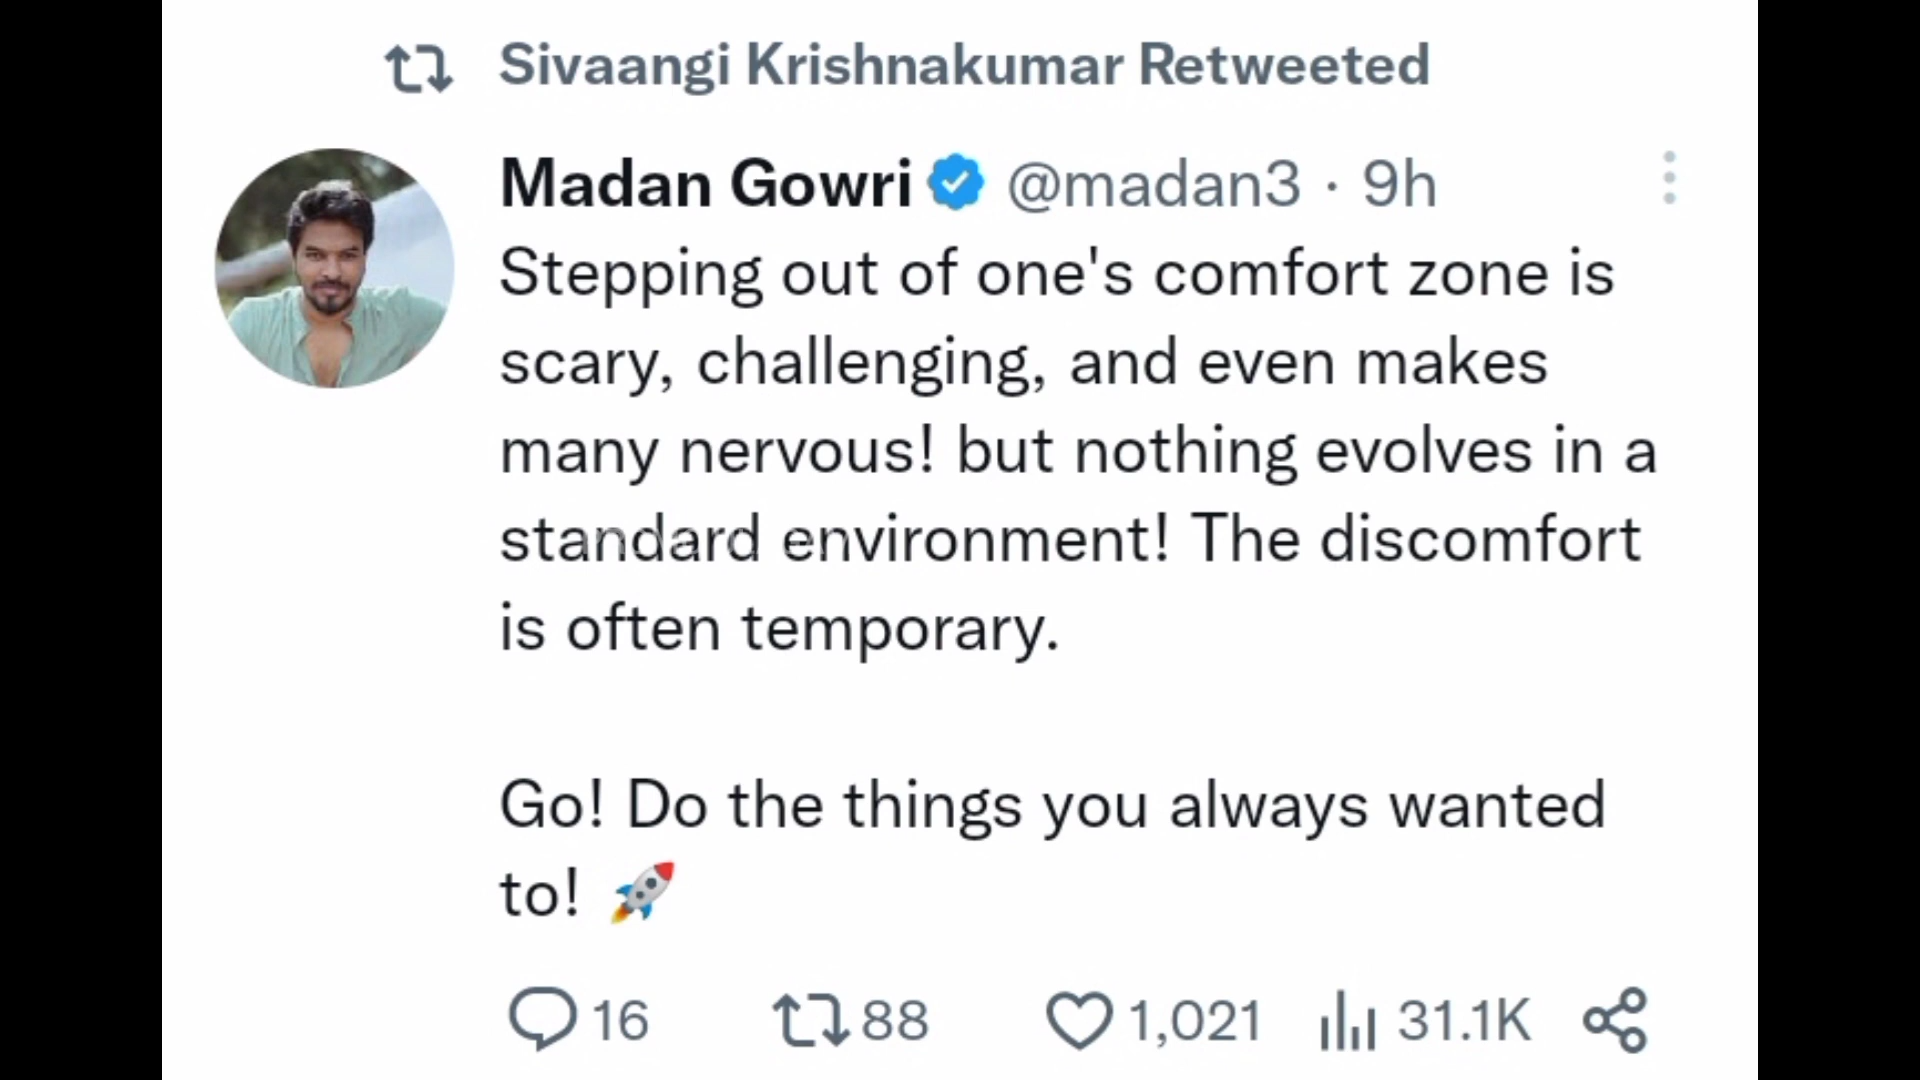 Sivaangi Krishnakumar Retweeted
Madan Gowri @madan3 · 9h
Stepping out of one's comfort zone is
scary, challenging, and even makes
many nervous! but nothing evolves in a
standard environment! The discomfort
is often temporary.
Go! Do the things you always wanted
to! 🚀
16 88 1,021 31.1K